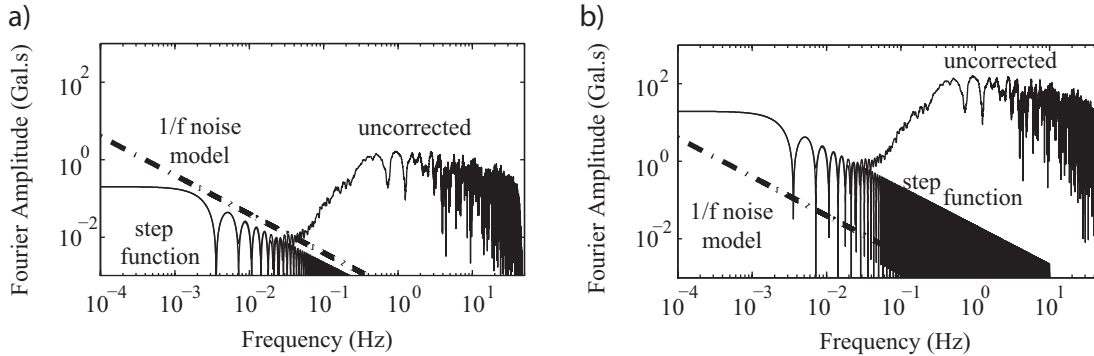 a)
Fourier Amplitude (Gal.s)
10^2
10^0
10^-2
1/f noise
model
uncorrected
step
function
10^-4
10^-3
10^-2
10^-1
10^0
10^1
Frequency (Hz)
b)
Fourier Amplitude (Gal.s)
10^2
10^0
10^-2
uncorrected
step
function
1/f noise
model
10^-4
10^-3
10^-2
10^-1
10^0
10^1
Frequency (Hz)